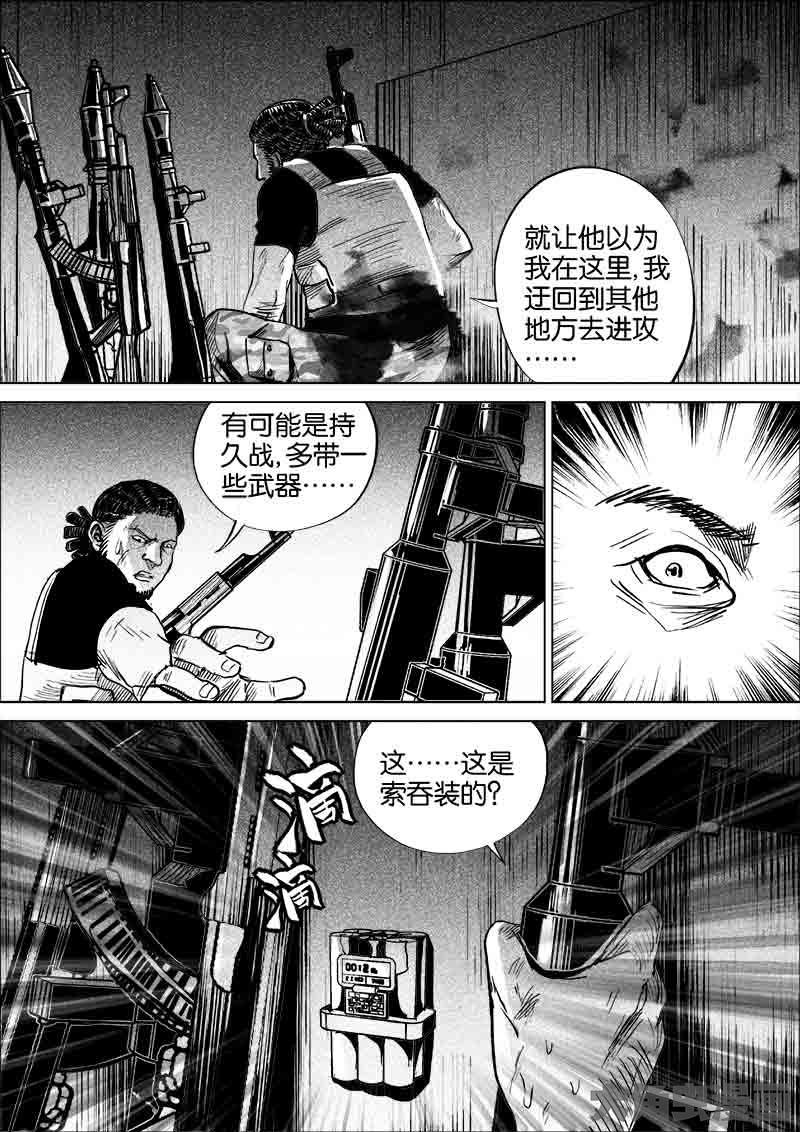 就让他以为
我在这里,我
迂回到其他
地方去进攻
……
有可能是持
久战,多带一
些武器……
这……这是
索吞装的?
滴、滴